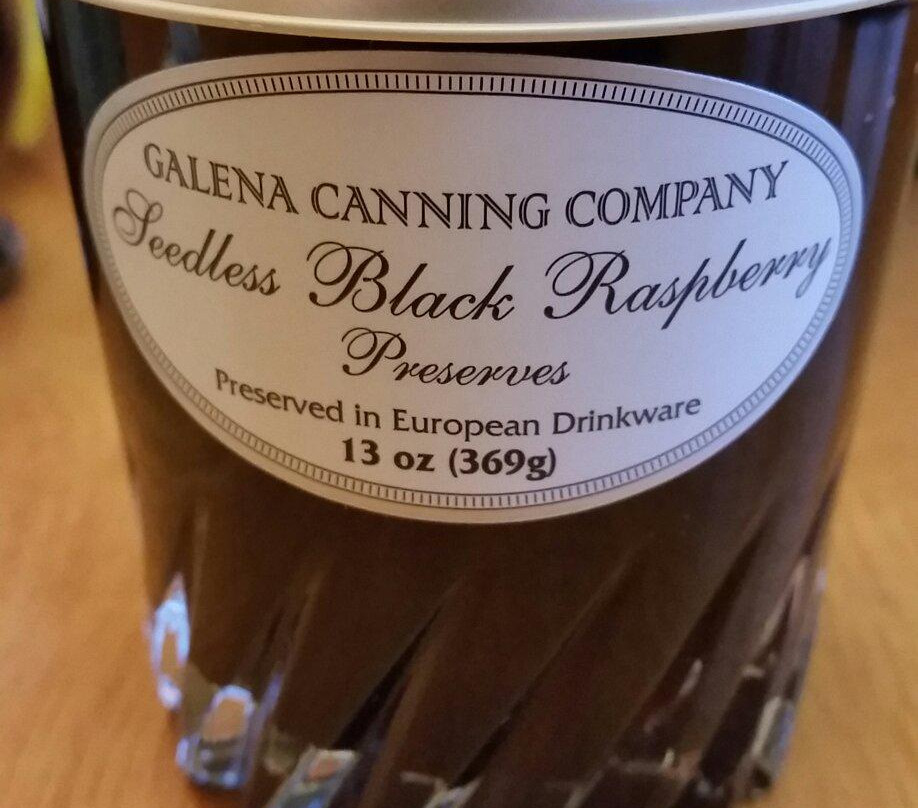 GALENA CANNING COMPANY
Seedless Black Raspberry
Preserves
Preserved in European Drinkware
13 oz (369g)